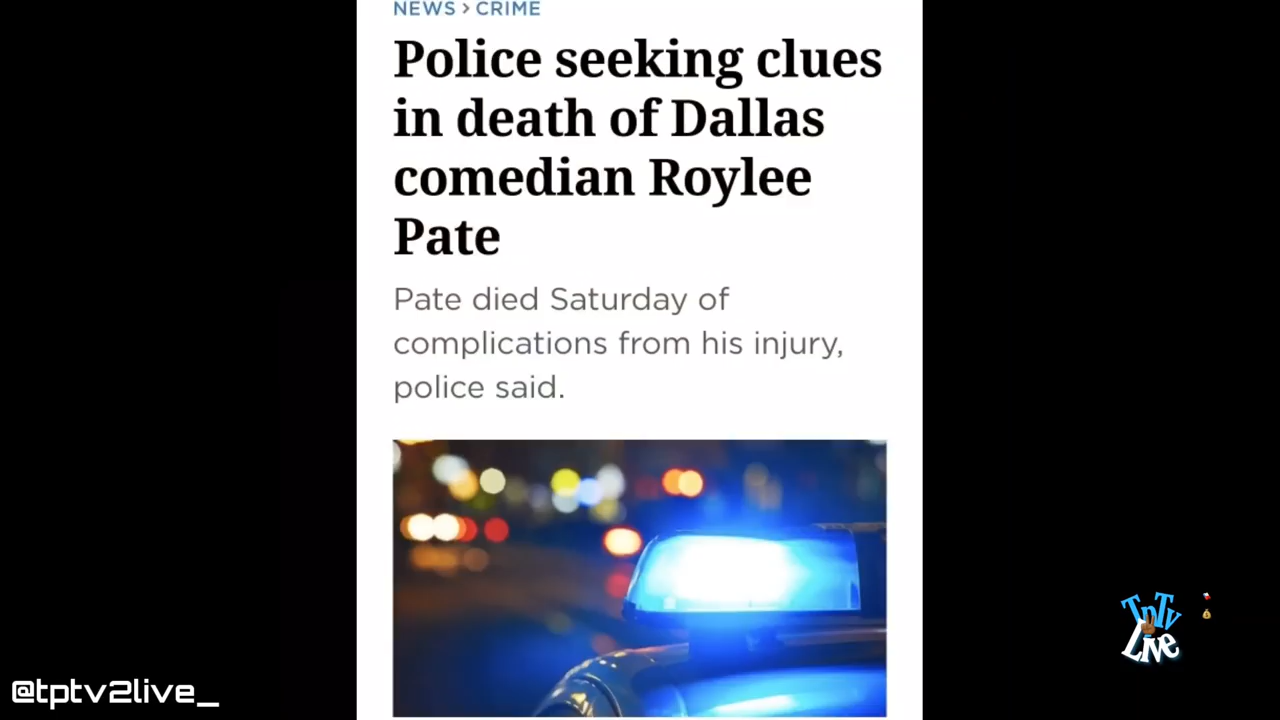 NEWS > CRIME
Police seeking clues
in death of Dallas
comedian Roylee
Pate
Pate died Saturday of
complications from his injury,
police said.
TpTv
Live
@tptv2live_